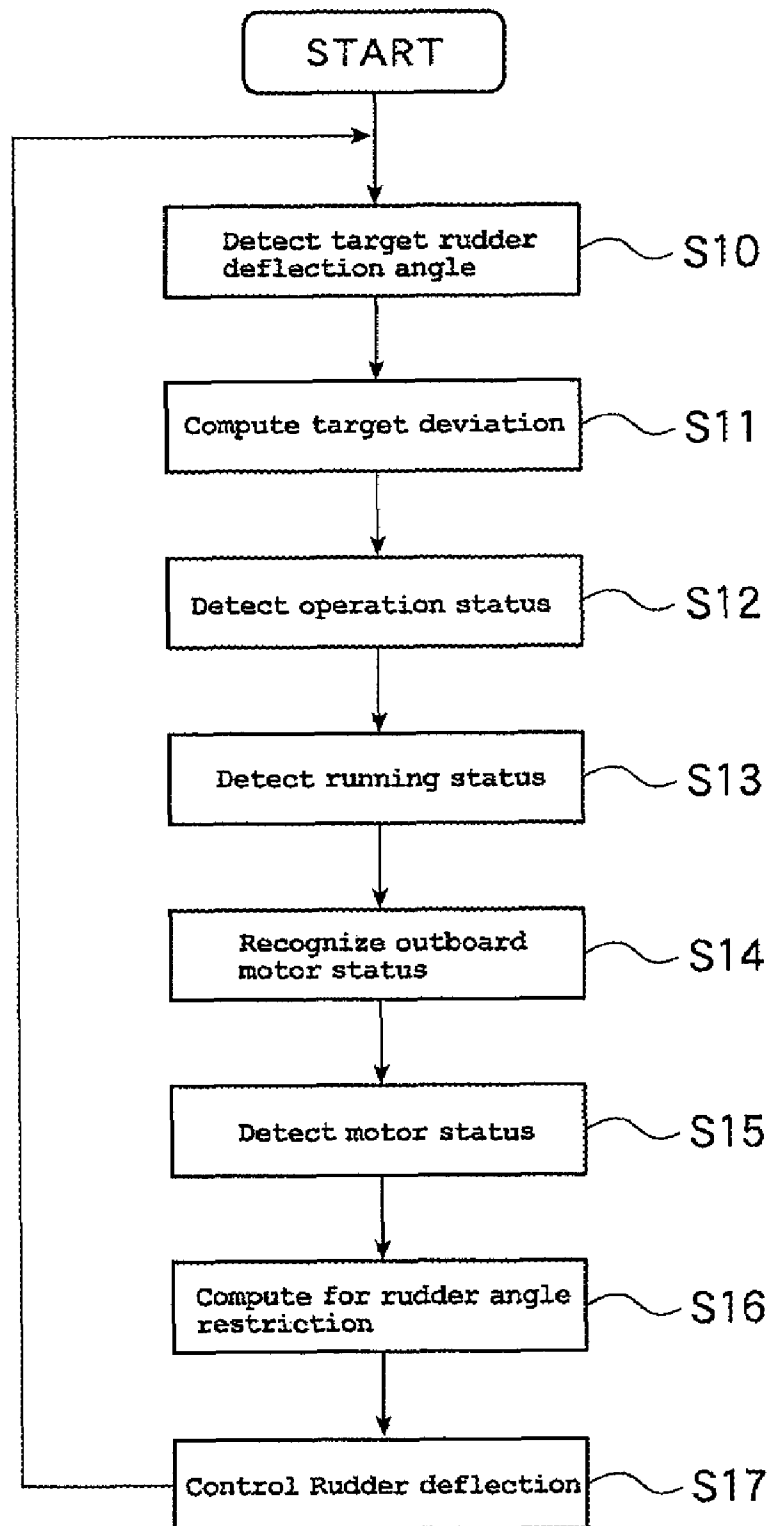 START
Detect target rudder
deflection angle
S10
Compute target deviation
S11
Detect operation status
S12
Detect running status
S13
Recognize outboard
motor status
S14
Detect motor status
S15
Compute for rudder angle
restriction
S16
Control Rudder deflection
S17